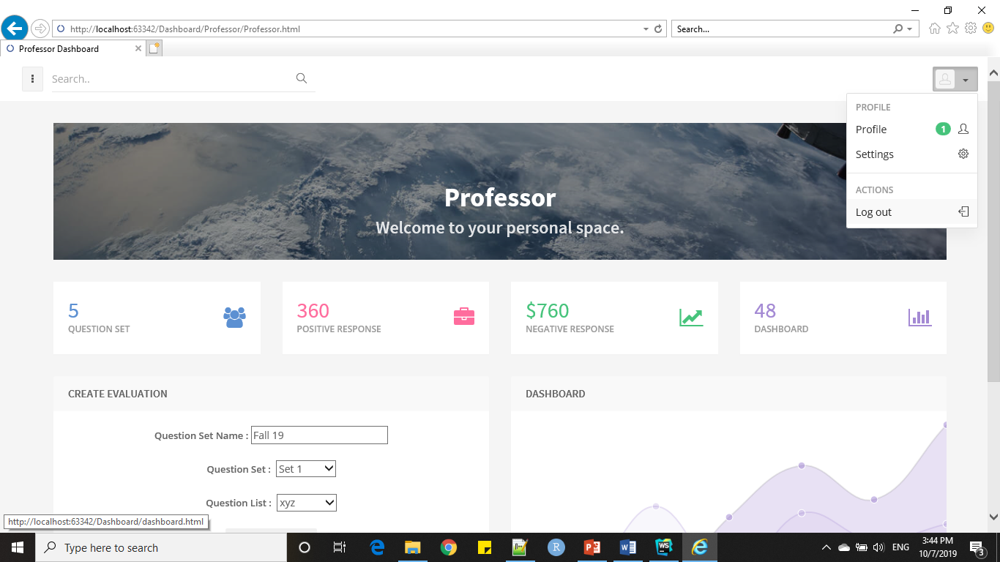 http://localhost:63342/Dashboard/Professor/Professor.html
Search...
Professor Dashboard
Search..
PROFILE
Profile 1
Settings
ACTIONS
Log out
Professor
Welcome to your personal space.
5
QUESTION SET
360
POSITIVE RESPONSE
$760
NEGATIVE RESPONSE
48
DASHBOARD
CREATE EVALUATION
Question Set Name : Fall 19
Question Set : Set 1
Question List : xyz
DASHBOARD
http://localhost:63342/Dashboard/dashboard.html
Type here to search
R
P
W
WS
ENG
3:44 PM
10/7/2019
3